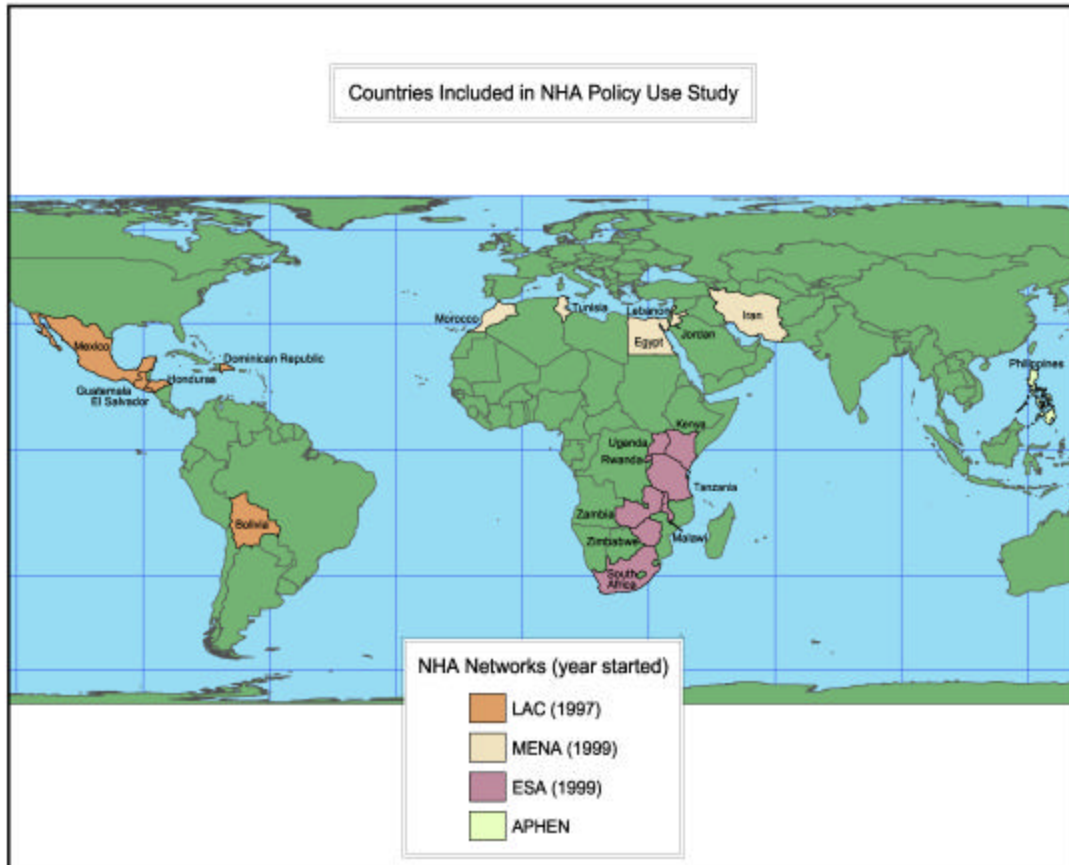 Countries Included in NHA Policy Use Study
Morocco
Tunisia
Lebanon
Iran
Jordan
Egypt
Mexico
Dominican Republic
Philippines
Honduras
Guatemala
El Salvador
Kenya
Uganda
Rwanda
Tanzania
Zambia
Bolivia
Malawi
Zimbabwe
South
Africa
NHA Networks (year started)
LAC (1997)
MENA (1999)
ESA (1999)
APHEN